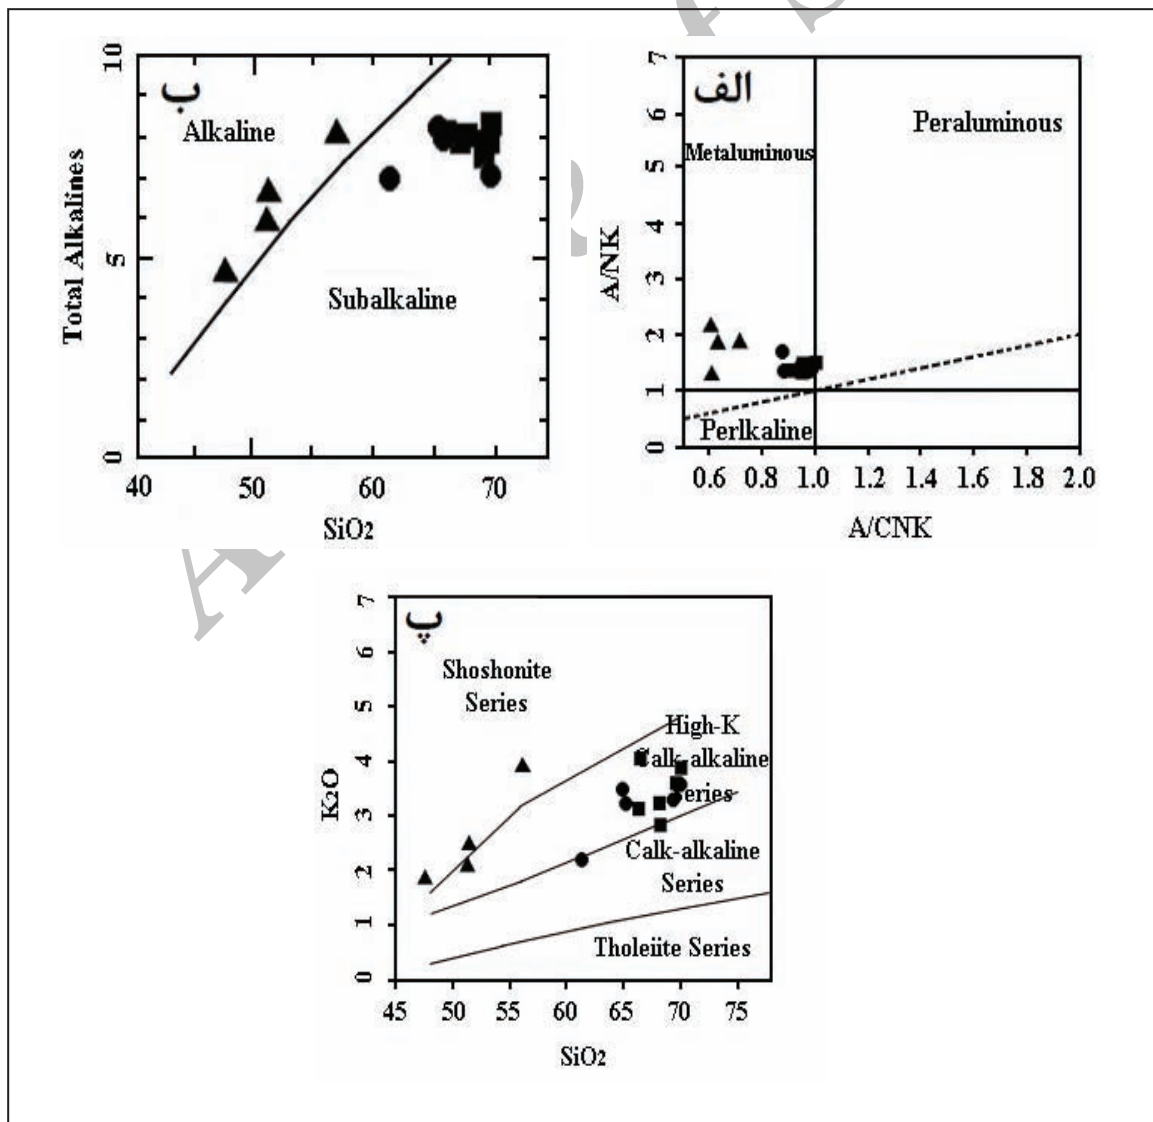 ب
Alkaline
Subalkaline
Total Alkalines
10
5
0
40
50
60
70
SiO2
الف
Metaluminous
Peraluminous
Perlkaline
A/NK
7
6
5
4
3
2
1
0
0.6 0.8 1.0 1.2 1.4 1.6 1.8 2.0
A/CNK
پ
Shoshonite
Series
High-K
Calk-alkaline
Series
Calk-alkaline
Series
Tholeiite Series
K2O
7
6
5
4
3
2
1
0
45 50 55 60 65 70 75
SiO2